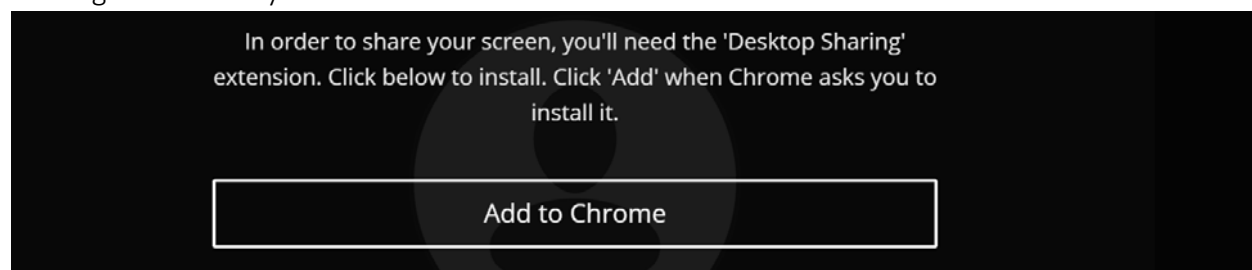 In order to share your screen, you'll need the 'Desktop Sharing'
extension. Click below to install. Click 'Add' when Chrome asks you to
install it.
Add to Chrome